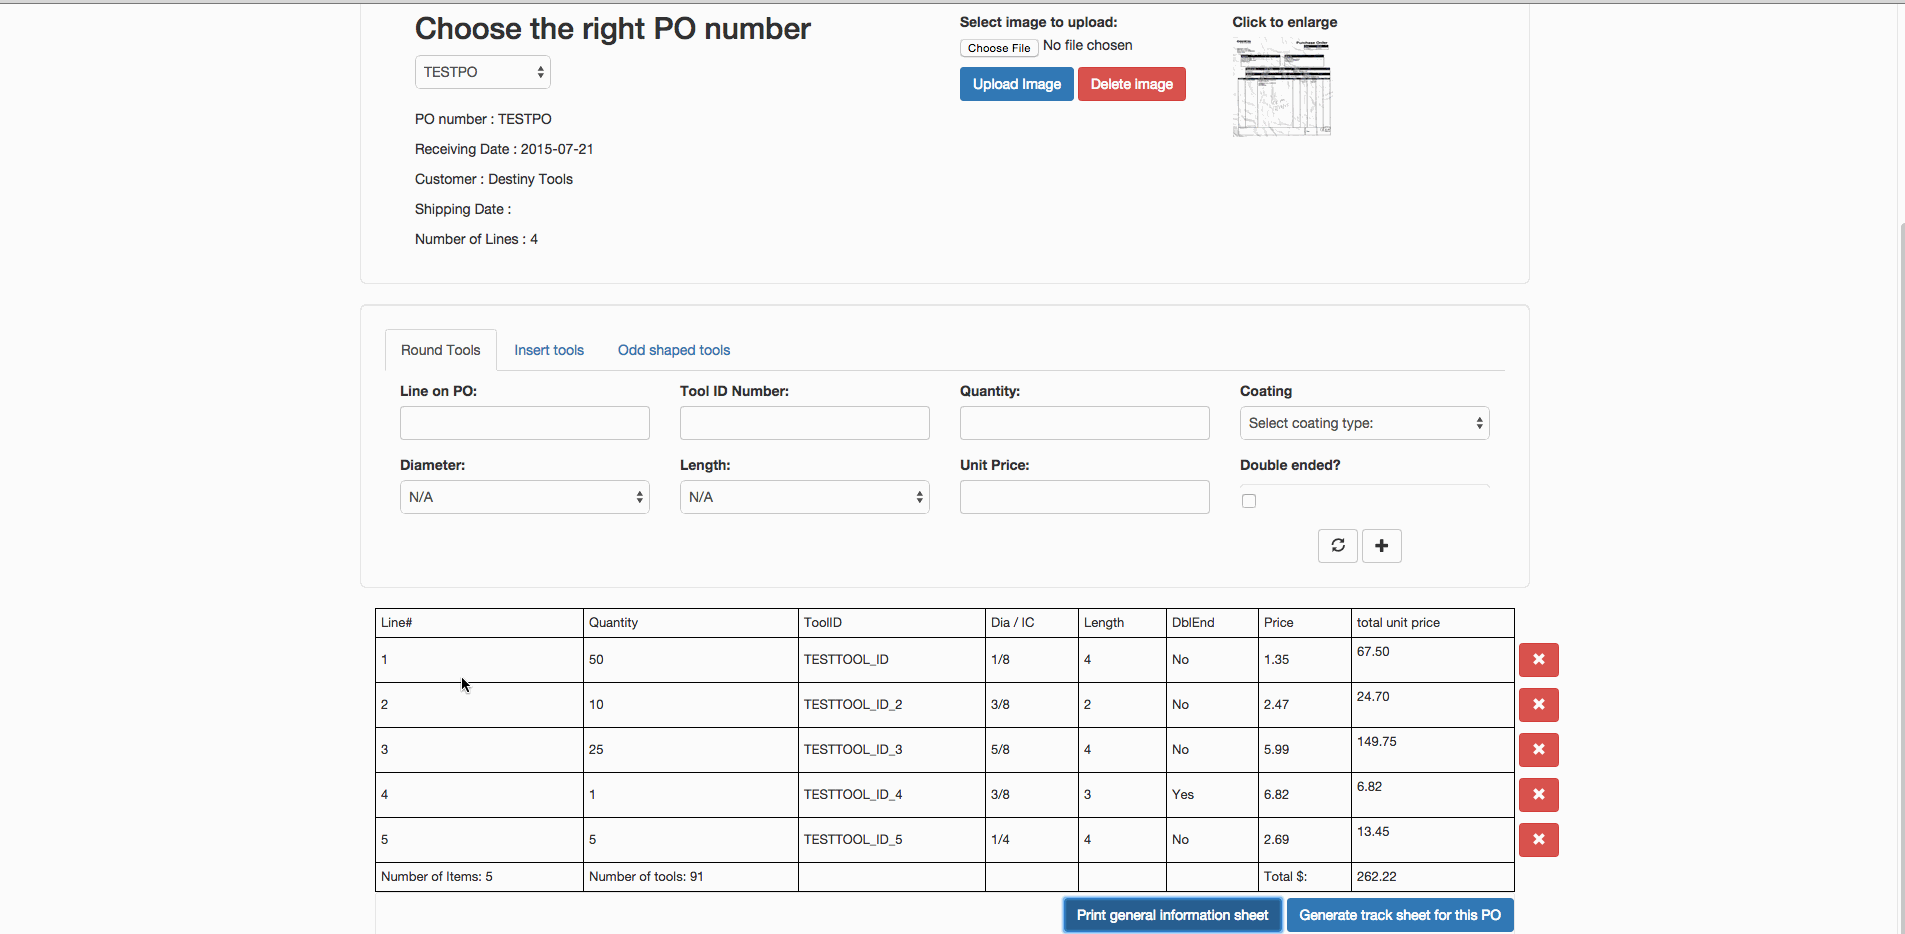 Choose the right PO number
TESTPO
PO number : TESTPO
Receiving Date : 2015-07-21
Customer : Destiny Tools
Shipping Date :
Number of Lines : 4
Select image to upload:
Choose File No file chosen
Upload Image Delete image
Click to enlarge
Purchase Order
Round Tools Insert tools Odd shaped tools
Line on PO: Tool ID Number: Quantity: Coating
Select coating type:
Diameter: Length: Unit Price: Double ended?
N/A N/A
Line# Quantity ToolID Dia / IC Length DblEnd Price total unit price
1 50 TESTTOOL_ID 1/8 4 No 1.35 67.50
2 10 TESTTOOL_ID_2 3/8 2 No 2.47 24.70
3 25 TESTTOOL_ID_3 5/8 4 No 5.99 149.75
4 1 TESTTOOL_ID_4 3/8 3 Yes 6.82 6.82
5 5 TESTTOOL_ID_5 1/4 4 No 2.69 13.45
Number of Items: 5 Number of tools: 91 Total $: 262.22
Print general information sheet Generate track sheet for this PO